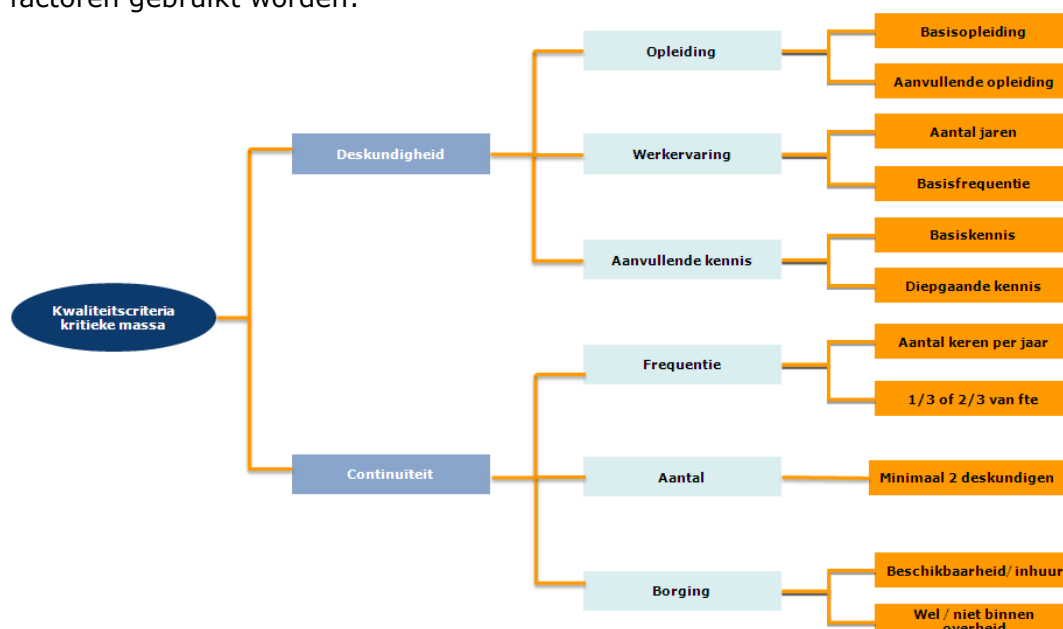 factoren gebruikt worden:
Basisopleiding
Opleiding
Aanvullende opleiding
Aantal jaren
Deskundigheid
Werkervaring
Basisfrequentie
Basiskennis
Aanvullende kennis
Diepgaande kennis
Kwaliteitscriteria
kritieke massa
Aantal keren per jaar
Frequentie
1/3 of 2/3 van fte
Continuïteit
Aantal
Minimaal 2 deskundigen
Beschikbaarheid/ inhuur
Borging
Wel / niet binnen
overheid